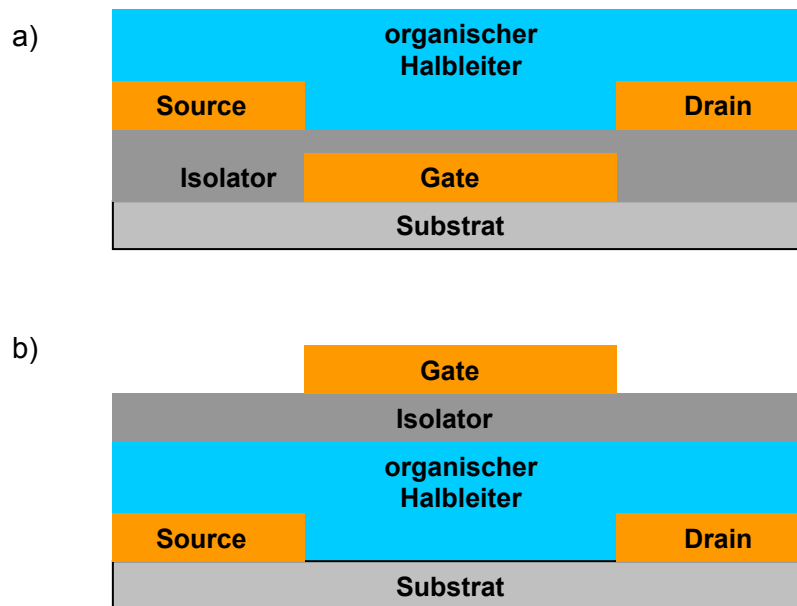 a)
organischer
Halbleiter
Source
Drain
Isolator
Gate
Substrat
b)
Gate
Isolator
organischer
Halbleiter
Source
Drain
Substrat